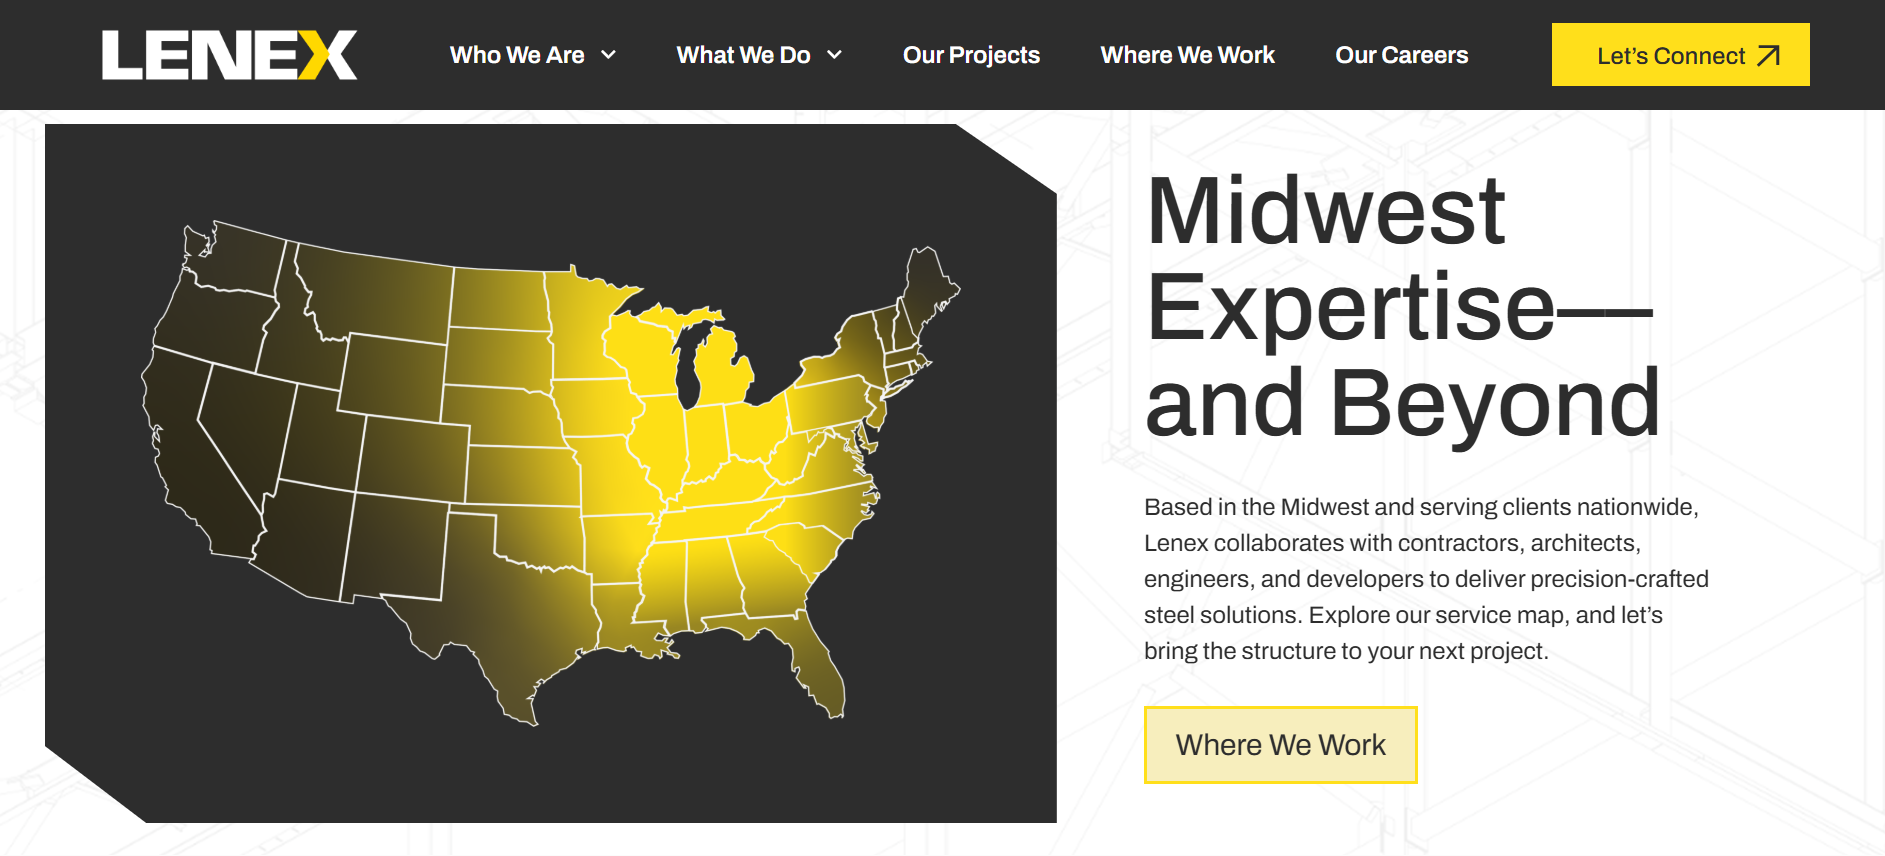 LENEX
Who We Are
What We Do
Our Projects
Where We Work
Our Careers
Let’s Connect
Midwest
Expertise—
and Beyond
Based in the Midwest and serving clients nationwide,
Lenex collaborates with contractors, architects,
engineers, and developers to deliver precision-crafted
steel solutions. Explore our service map, and let’s
bring the structure to your next project.
Where We Work